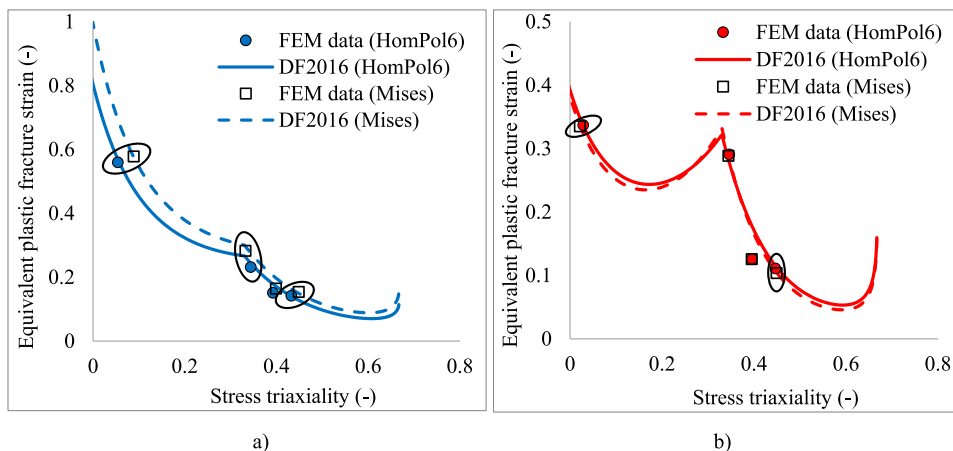 Equivalent plastic fracture strain (-)
1
0.8
0.6
0.4
0.2
0
FEM data (HomPol6)
DF2016 (HomPol6)
FEM data (Mises)
DF2016 (Mises)
0 0.2 0.4 0.6 0.8
Stress triaxiality (-)
a)
Equivalent plastic fracture strain (-)
0.5
0.4
0.3
0.2
0.1
0
FEM data (HomPol6)
DF2016 (HomPol6)
FEM data (Mises)
DF2016 (Mises)
0 0.2 0.4 0.6 0.8
Stress triaxiality (-)
b)